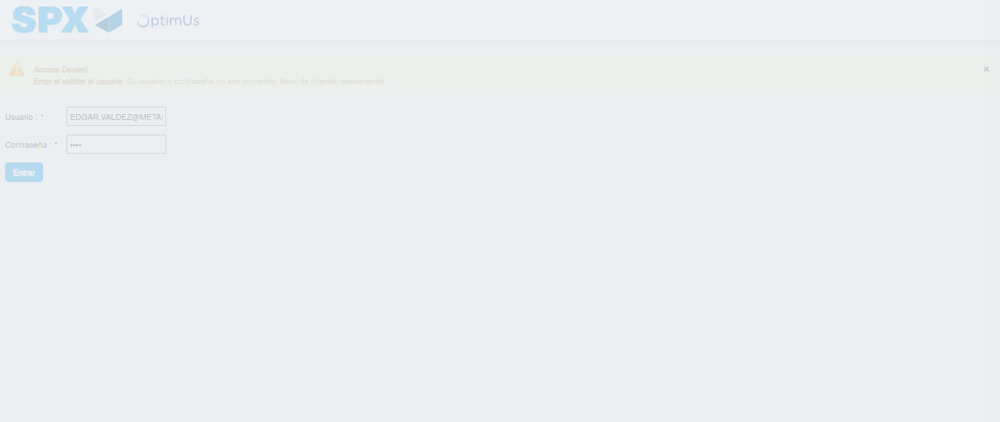 SPX OptimUs
Access Denied
Error al validar el usuario Su usuario o contraseña no son correctos, favor de intentar nuevamente
Usuario : * EDGAR.VALDEZ@META
Contraseña : * ••••
Entrar